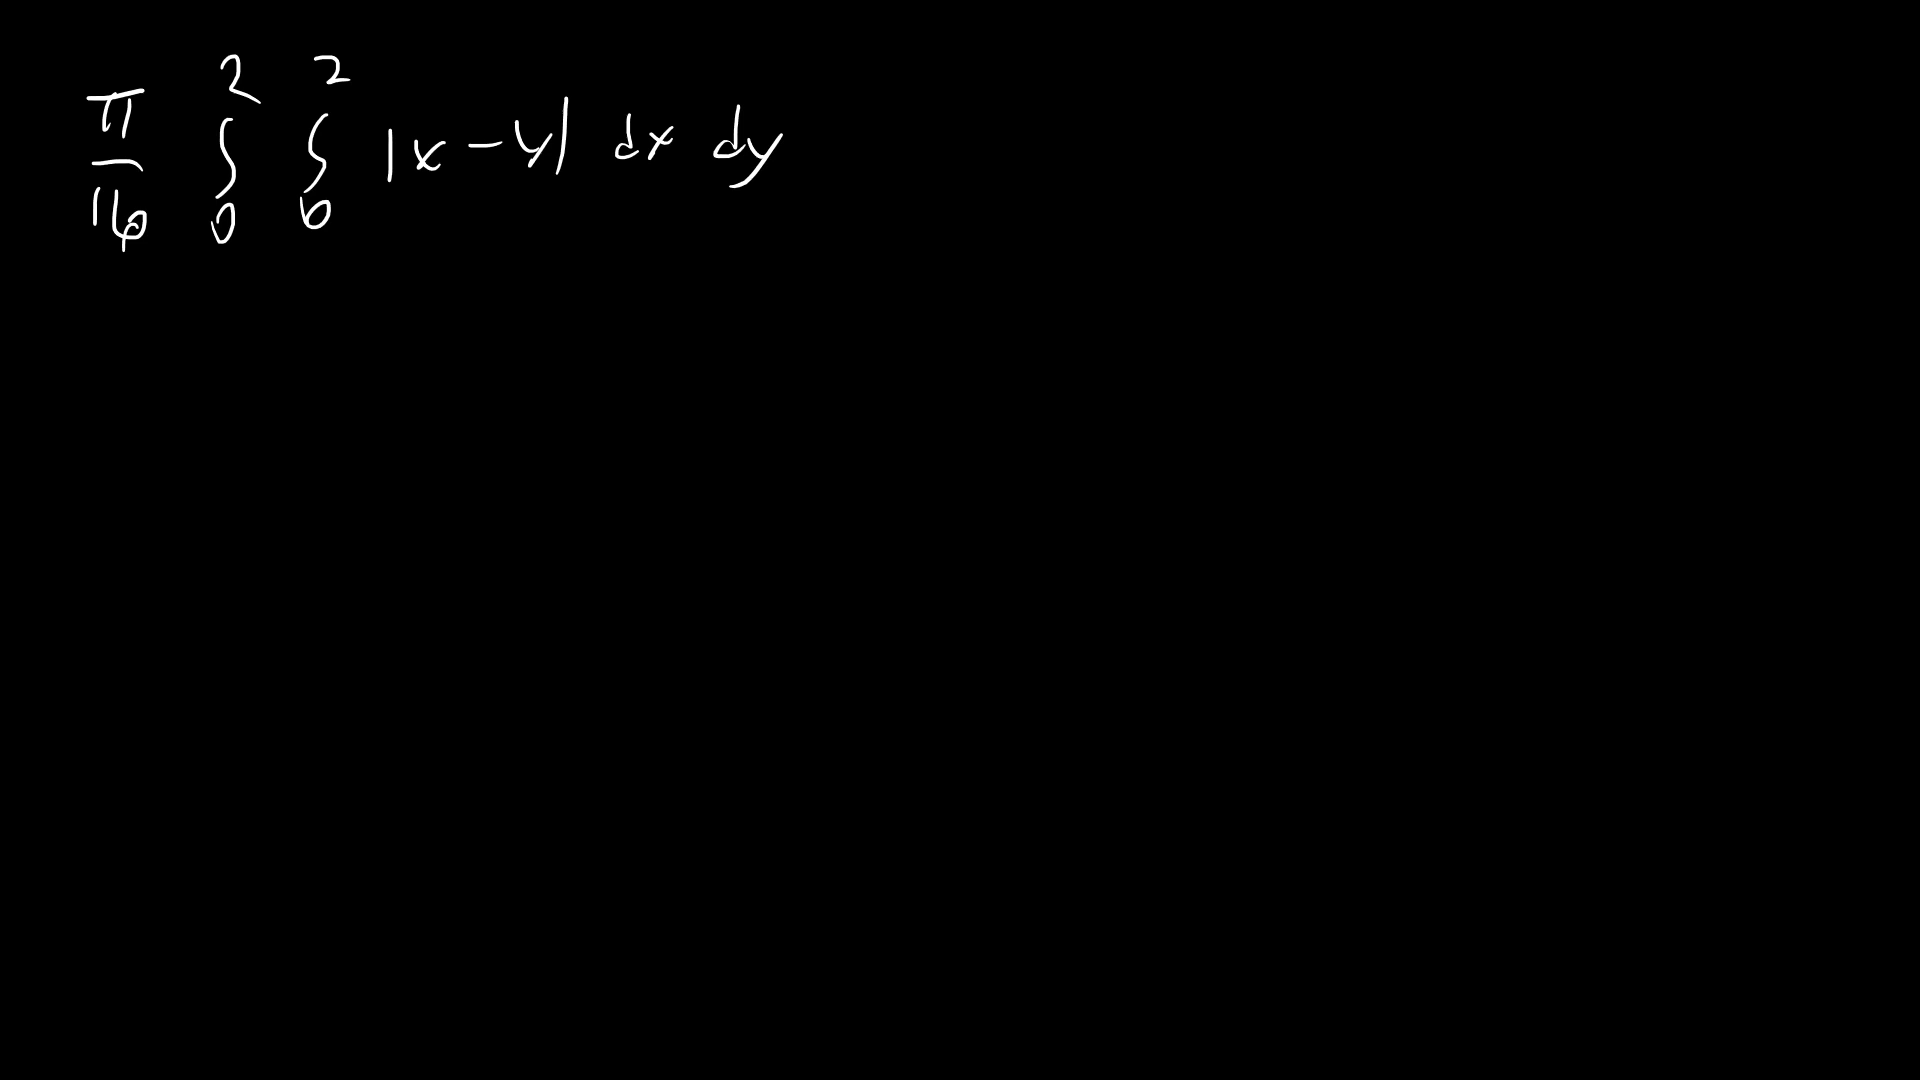 π/16 ∫₀² ∫₀² |x - y| dx dy